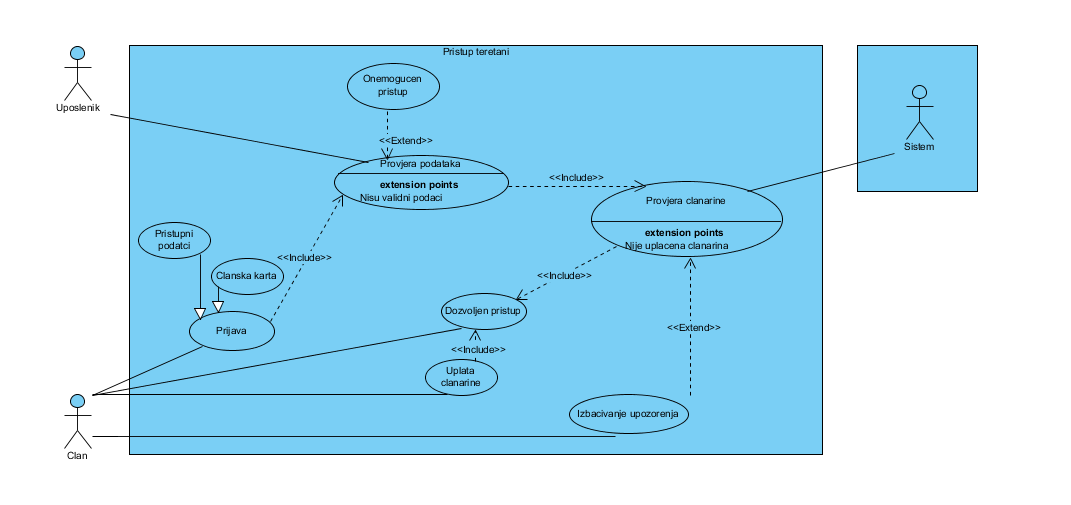 Pristup teretani
Uposlenik
Onemogucen
pristup
<<Extend>>
Provjera podataka
extension points
Nisu validni podaci
<<Include>>
Sistem
Provjera clanarine
extension points
Nije uplacena clanarina
Pristupni
podatci
<<Include>>
Clanska karta
<<Include>>
Prijava
Dozvoljen pristup
<<Extend>>
<<Include>>
Uplata
clanarine
Izbacivanje upozorenja
Clan